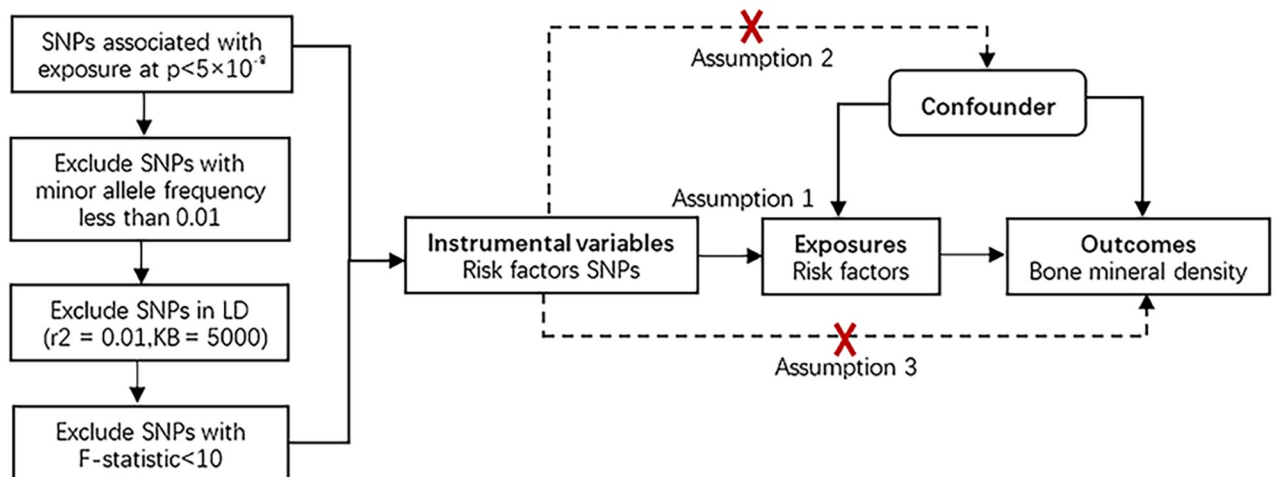 SNPs associated with
exposure at p<5×10⁻⁸
Exclude SNPs with
minor allele frequency
less than 0.01
Exclude SNPs in LD
(r2 = 0.01,KB = 5000)
Exclude SNPs with
F-statistic<10
Instrumental variables
Risk factors SNPs
Assumption 1
Assumption 2
Assumption 3
Confounder
Exposures
Risk factors
Outcomes
Bone mineral density